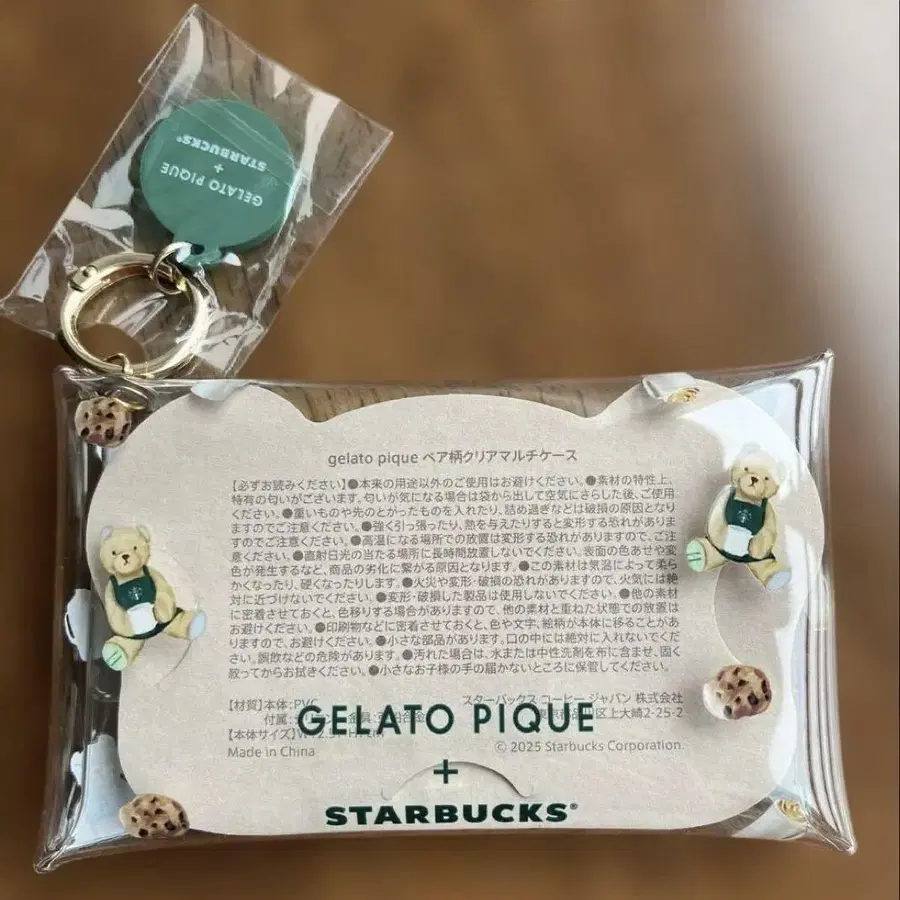 GELATO PIQUE
+
STARBUCKS®
gelato pique ベア柄クリアマルチケース
【必ずお読みください】●本来の用途以外のご使用はお避けください。●素材の特性上、
特有の匂いがございます。匂いが気になる場合は袋から出して空気にさらした後、ご使用
ください。●重いものや先のとがったものを入れたり、詰め過ぎなどは破損の原因となり
ますのでご注意ください。●強く引っ張ったり、熱を与えたりすると変形する恐れがありま
すのでご注意ください。●高温になる場所での放置は変形する恐れがありますので、ご注意
ください。●直射日光の当たる場所に長時間放置しないでください。表面の色あせや変
色が発生するなど、商品の劣化に繋がる原因となります。●この素材は気温によって柔ら
かくなったり、硬くなったりします。●火災や変形・破損の恐れがありますので、火気には絶
対に近づけないでください。●変形・破損した製品は使用しないでください。●他の素材
に密着させておくと、色移りする場合がありますので、他の素材と重ねた状態での放置は
お避けください。●印刷物などに密着させておくと、色や文字、絵柄が本体に移ることがあ
りますので、お避けください。●小さな部品があります。口の中には絶対に入れないでくだ
さい。誤飲などの危険があります。●汚れた場合は、水または中性洗剤を布に含ませ、固く
絞ってからお拭きください。●小さなお子様の手の届かないところに保管してください。
【材質】本体:PVC スターバックス コーヒー ジャパン 株式会社
付属: 区上大崎2-25-2
【本体サイズ】
Made in China © 2025 Starbucks Corporation.
GELATO PIQUE
+
STARBUCKS®